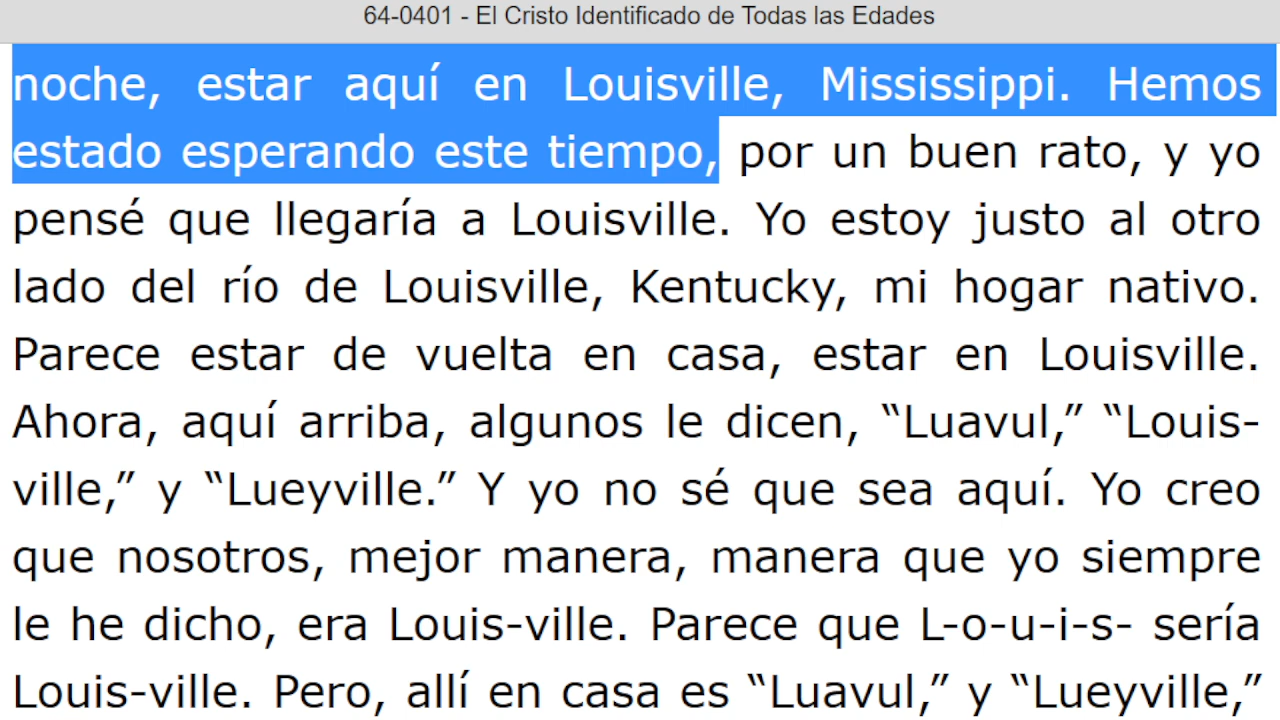 64-0401 - El Cristo Identificado de Todas las Edades
noche, estar aquí en Louisville, Mississippi. Hemos
estado esperando este tiempo, por un buen rato, y yo
pensé que llegaría a Louisville. Yo estoy justo al otro
lado del río de Louisville, Kentucky, mi hogar nativo.
Parece estar de vuelta en casa, estar en Louisville.
Ahora, aquí arriba, algunos le dicen, “Luavul,” “Louis-
ville,” y “Lueyville.” Y yo no sé que sea aquí. Yo creo
que nosotros, mejor manera, manera que yo siempre
le he dicho, era Louis-ville. Parece que L-o-u-i-s- sería
Louis-ville. Pero, allí en casa es “Luavul,” y “Lueyville,”